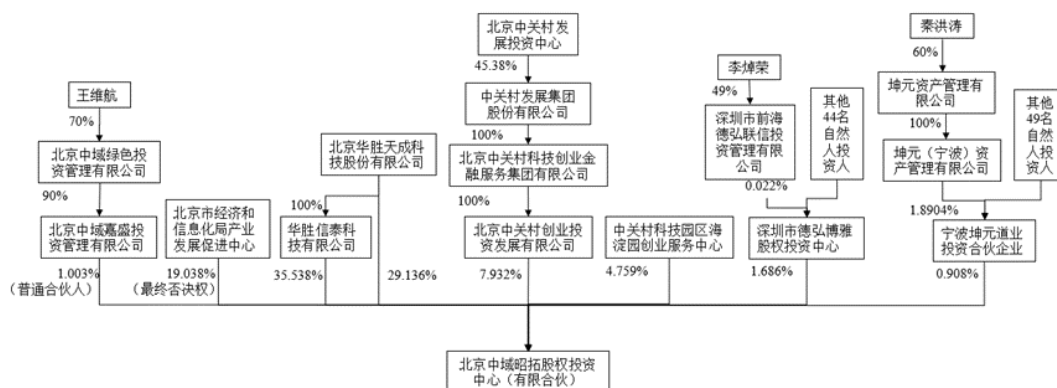 北京中关村发
展投资中心
45.38%
秦洪涛
60%
李焯荣
49%
王维航
70%
中关村发展集团
股份有限公司
100%
深圳市前海
德弘联信投
资管理有限
公司
0.022%
其他
44名
自然
人投
资人
坤元资产管理有
限公司
100%
其他
49名
自然
人投
资人
北京中域绿色投
资管理有限公司
90%
北京华胜天成科
技股份有限公司
100%
北京中关村科技创业金
融服务集团有限公司
100%
坤元（宁波）资
产管理有限公司
1.8904%
北京中域嘉盛投
资管理有限公司
1.003%
（普通合伙人）
北京市经济和
信息化局产业
发展促进中心
19.038%
（最终否决权）
华胜信泰科
技有限公司
35.538%
29.136%
北京中关村创业投
资发展有限公司
7.932%
中关村科技园区海
淀园创业服务中心
4.759%
深圳市德弘博雅
股权投资中心
1.686%
宁波坤元道业
投资合伙企业
0.908%
北京中域昭拓股权投资
中心（有限合伙）